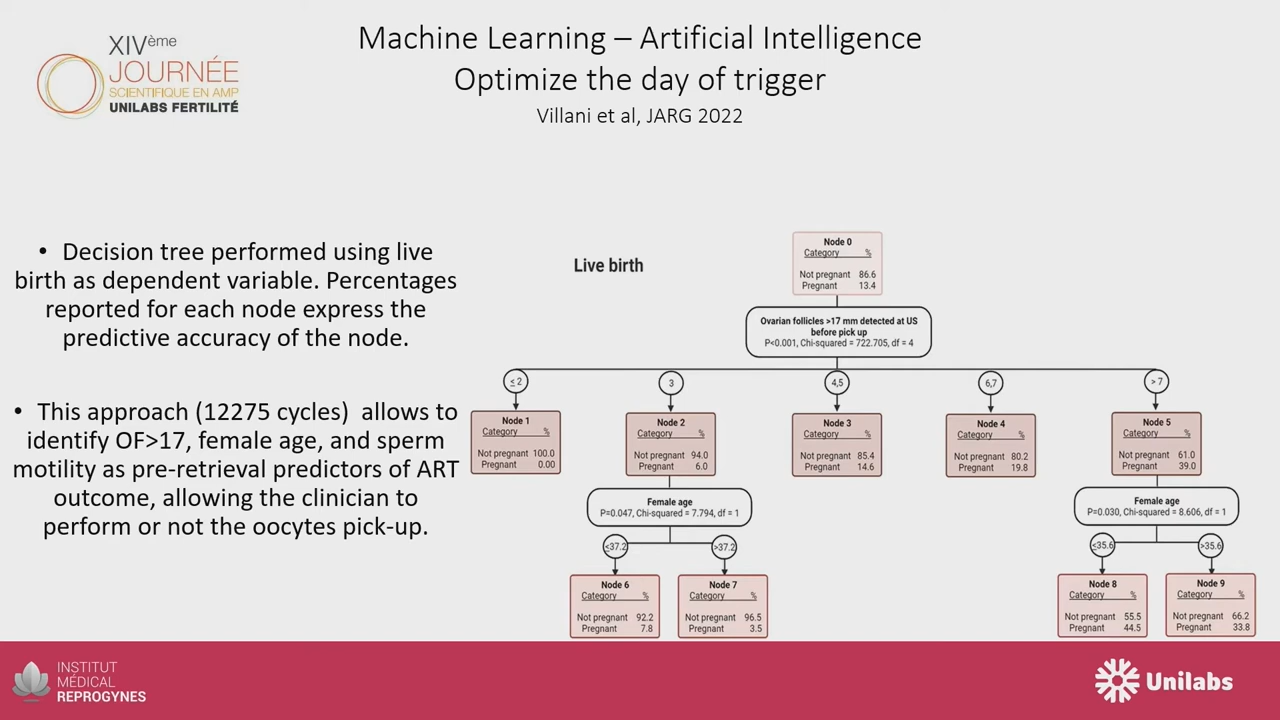 XIVème
JOURNÉE
SCIENTIFIQUE EN AMP
UNILABS FERTILITÉ
Machine Learning – Artificial Intelligence
Optimize the day of trigger
Villani et al, JARG 2022
• Decision tree performed using live
birth as dependent variable. Percentages
reported for each node express the
predictive accuracy of the node.
• This approach (12275 cycles) allows to
identify OF>17, female age, and sperm
motility as pre-retrieval predictors of ART
outcome, allowing the clinician to
perform or not the oocytes pick-up.
Live birth
Node 0
Category %
Not pregnant 86.6
Pregnant 13.4
Ovarian follicles >17 mm detected at US
before pick up
P<0.001, Chi-squared = 722.705, df = 4
≤ 2
3
4,5
6,7
> 7
Node 1
Category %
Not pregnant 100.0
Pregnant 0.00
Node 2
Category %
Not pregnant 94.0
Pregnant 6.0
Node 3
Category %
Not pregnant 85.4
Pregnant 14.6
Node 4
Category %
Not pregnant 80.2
Pregnant 19.8
Node 5
Category %
Not pregnant 61.0
Pregnant 39.0
Female age
P=0.047, Chi-squared = 7.794, df = 1
Female age
P=0.030, Chi-squared = 8.606, df = 1
≤37.2
>37.2
≤35.6
>35.6
Node 6
Category %
Not pregnant 92.2
Pregnant 7.8
Node 7
Category %
Not pregnant 96.5
Pregnant 3.5
Node 8
Category %
Not pregnant 55.5
Pregnant 44.5
Node 9
Category %
Not pregnant 66.2
Pregnant 33.8
INSTITUT
MÉDICAL
REPROGYNES
Unilabs